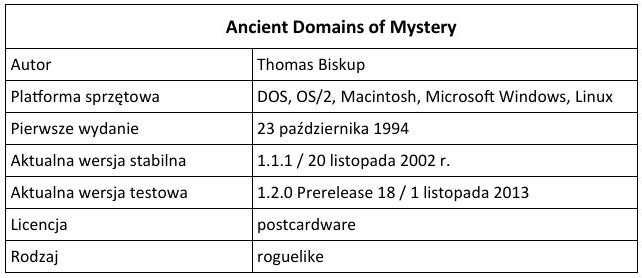 Ancient Domains of Mystery
Autor Thomas Biskup
Platforma sprzętowa DOS, OS/2, Macintosh, Microsoft Windows, Linux
Pierwsze wydanie 23 października 1994
Aktualna wersja stabilna 1.1.1 / 20 listopada 2002 r.
Aktualna wersja testowa 1.2.0 Prerelease 18 / 1 listopada 2013
Licencja postcardware
Rodzaj roguelike